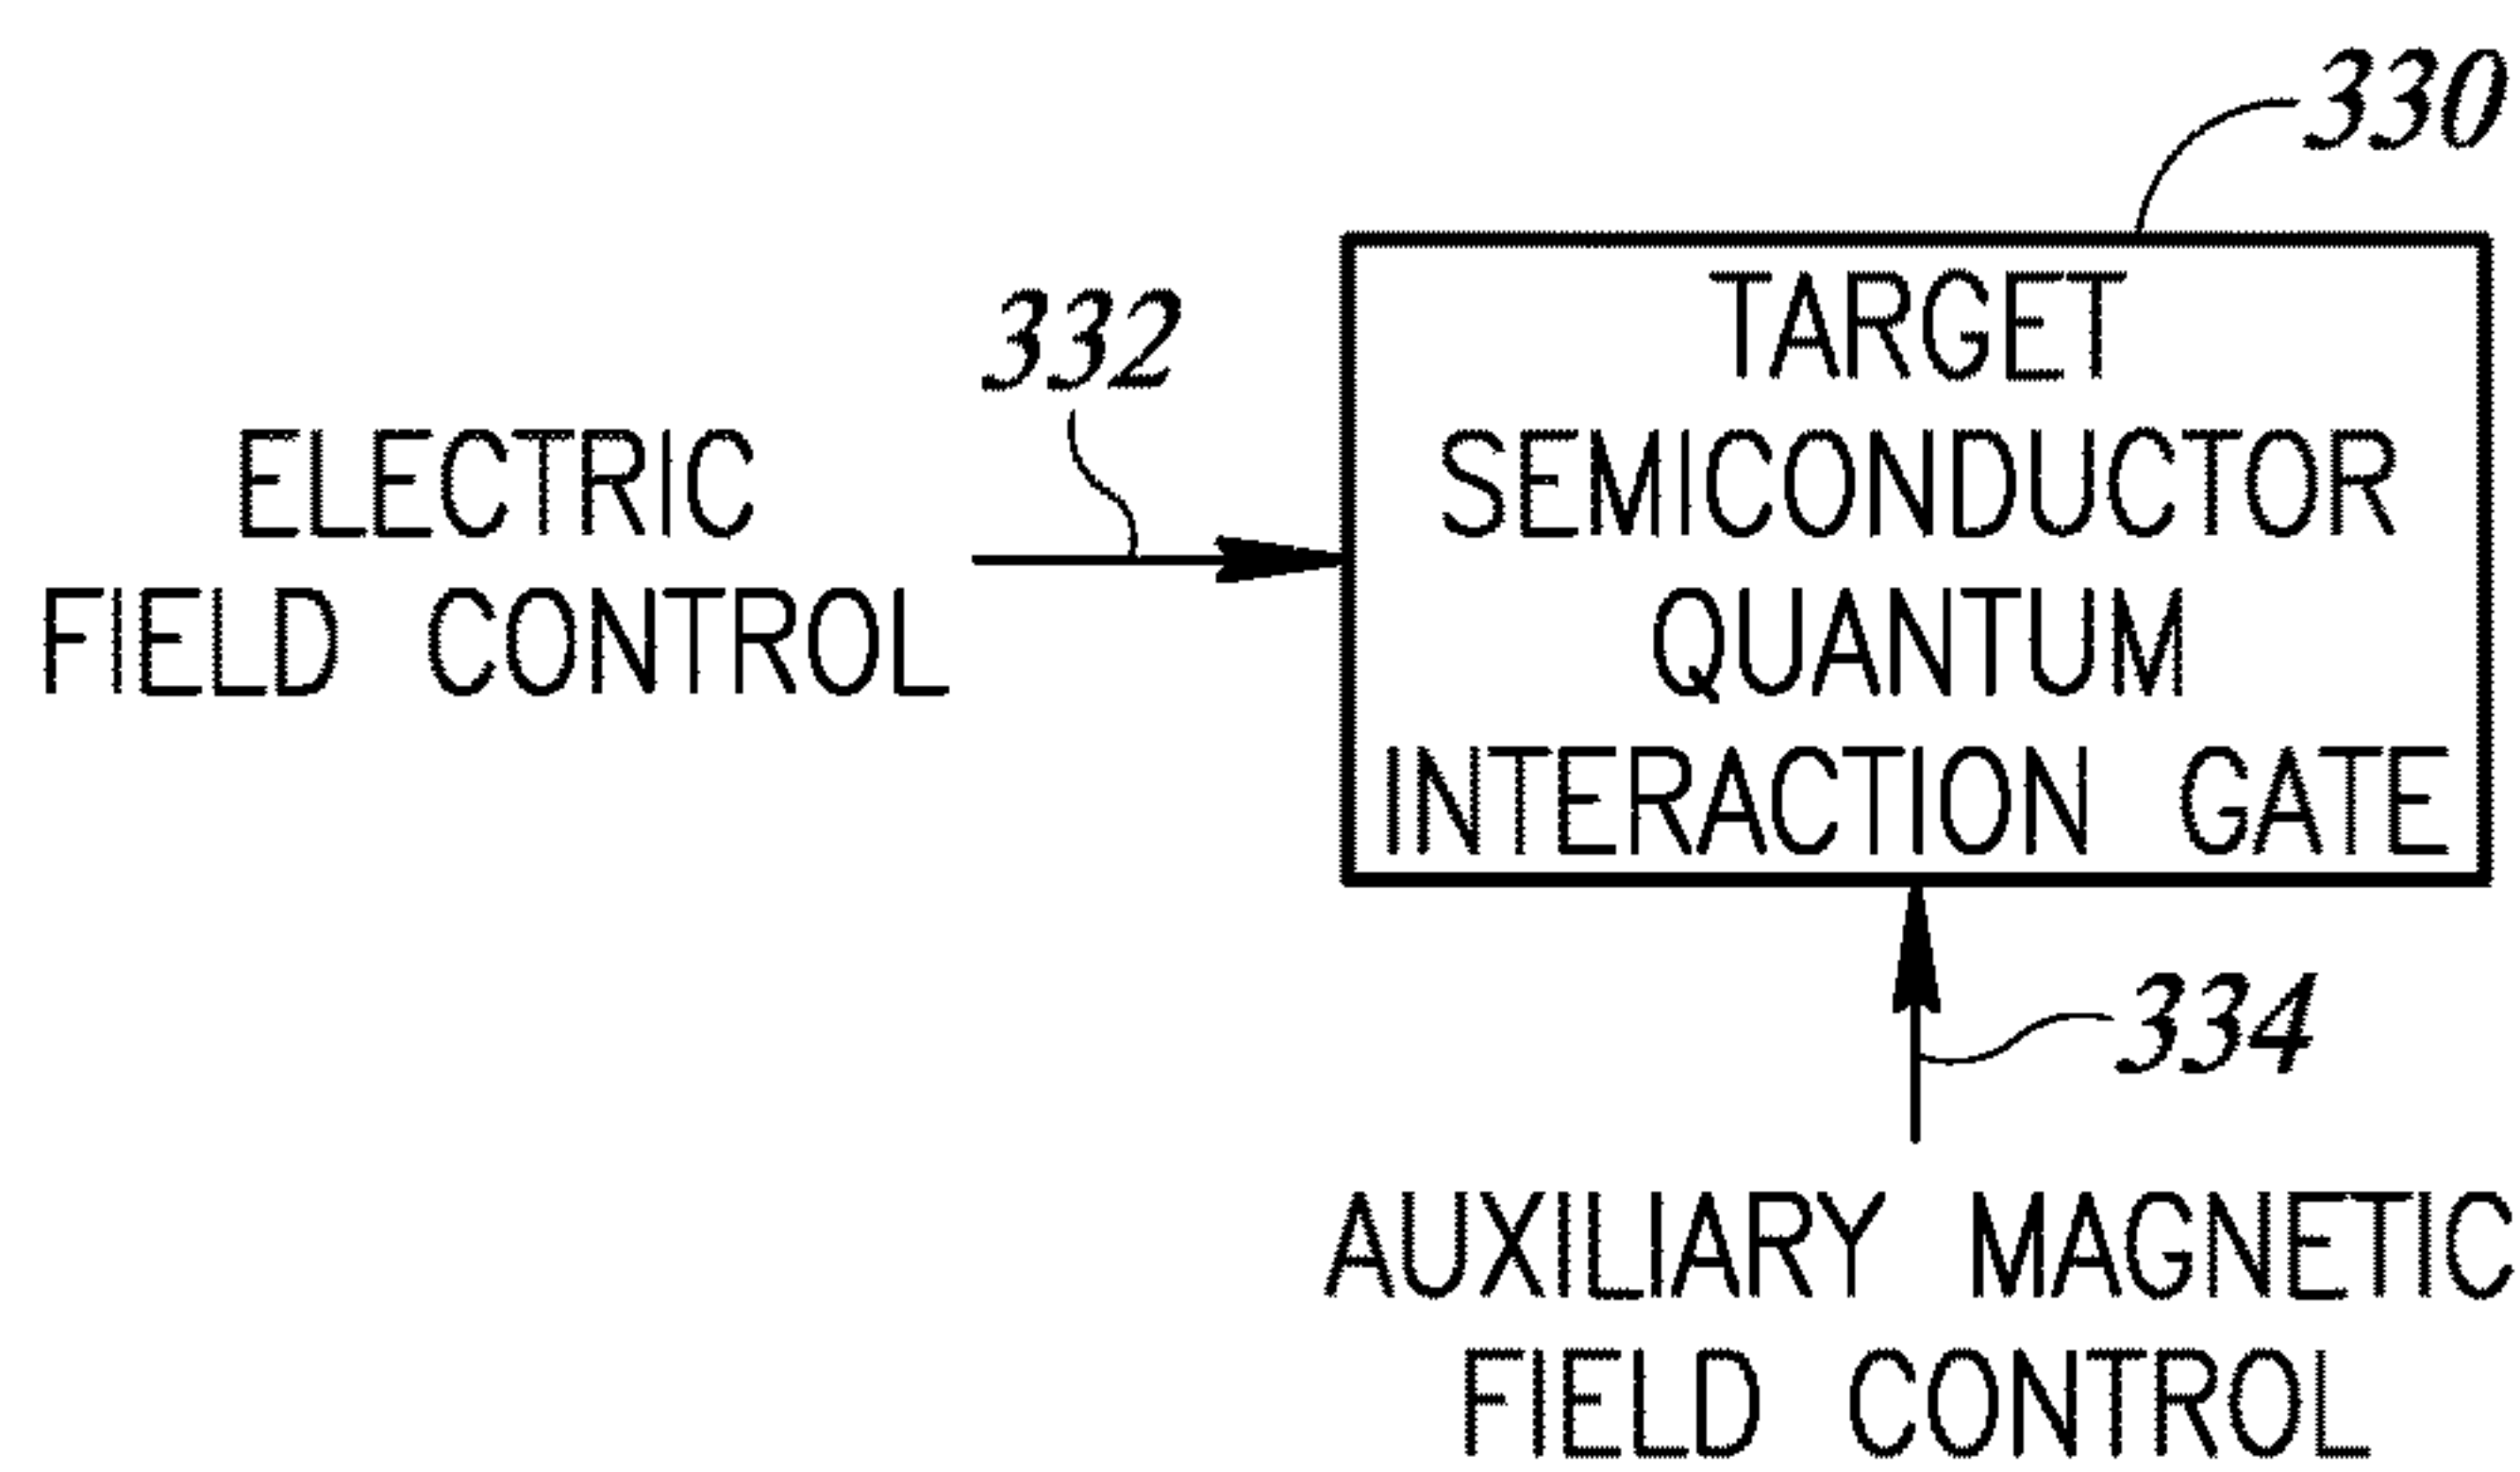 330
332
ELECTRIC
FIELD CONTROL
TARGET
SEMICONDUCTOR
QUANTUM
INTERACTION GATE
334
AUXILIARY MAGNETIC
FIELD CONTROL